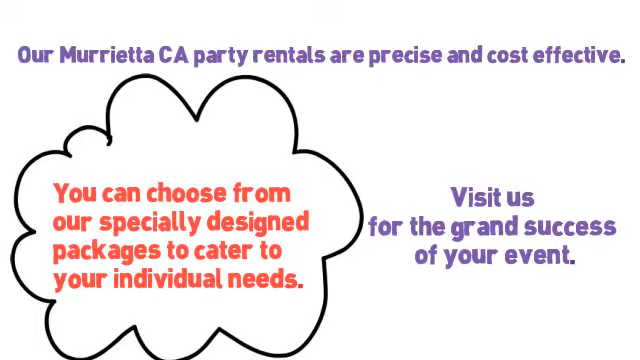 Our Murrietta CA party rentals are precise and cost effective.
You can choose from
our specially designed
packages to cater to
your individual needs.
Visit us
for the grand success
of your event.